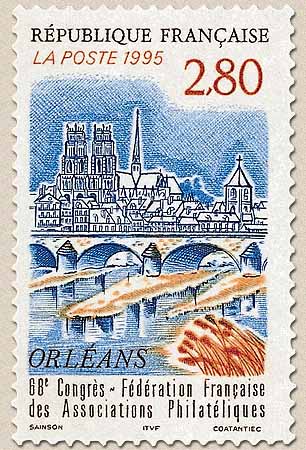 RÉPUBLIQUE FRANÇAISE
LA POSTE 1995
2,80
ORLÉANS
68e Congrès ~ Fédération Française
des Associations Philatéliques
SAINSON ITVF COATANTIEC